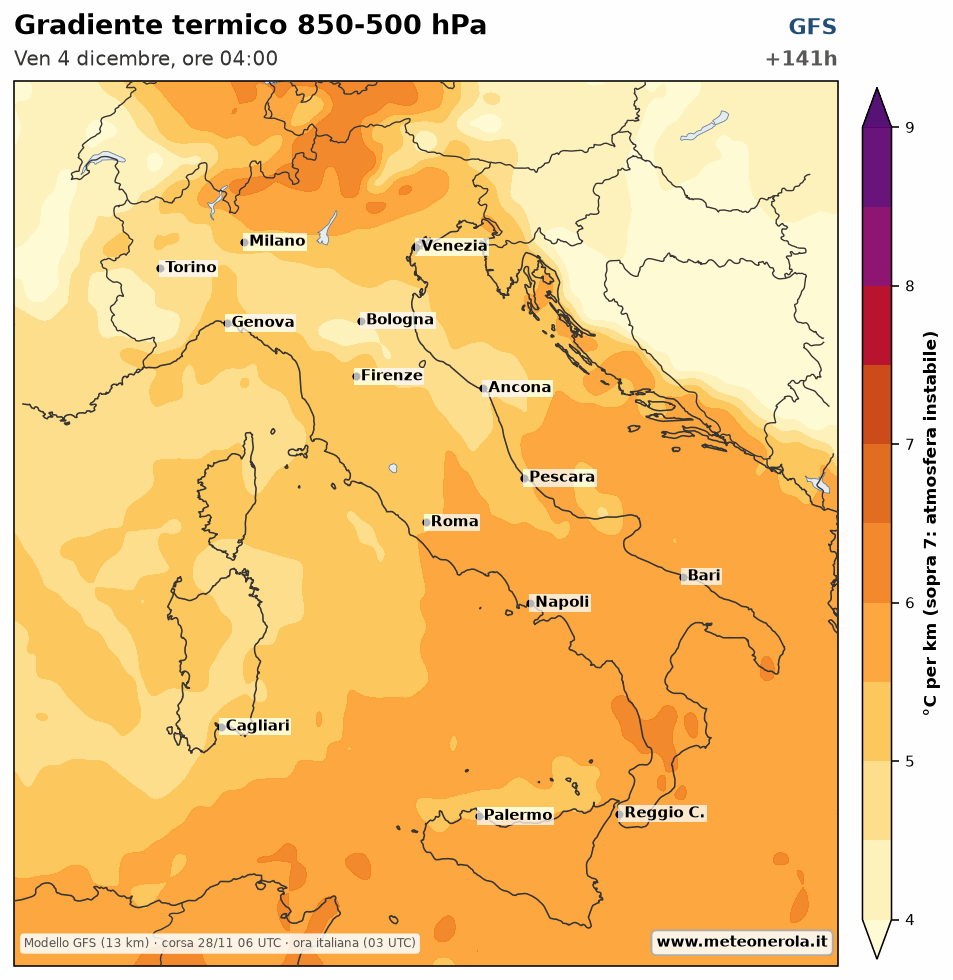 Gradiente termico 850-500 hPa
GFS
Ven 4 dicembre, ore 04:00
+141h
9
8
7
6
5
4
°C per km (sopra 7: atmosfera instabile)
Milano
Venezia
Torino
Genova
Bologna
Firenze
Ancona
Pescara
Roma
Bari
Napoli
Cagliari
Palermo
Reggio C.
Modello GFS (13 km) · corsa 28/11 06 UTC · ora italiana (03 UTC)
www.meteonerola.it